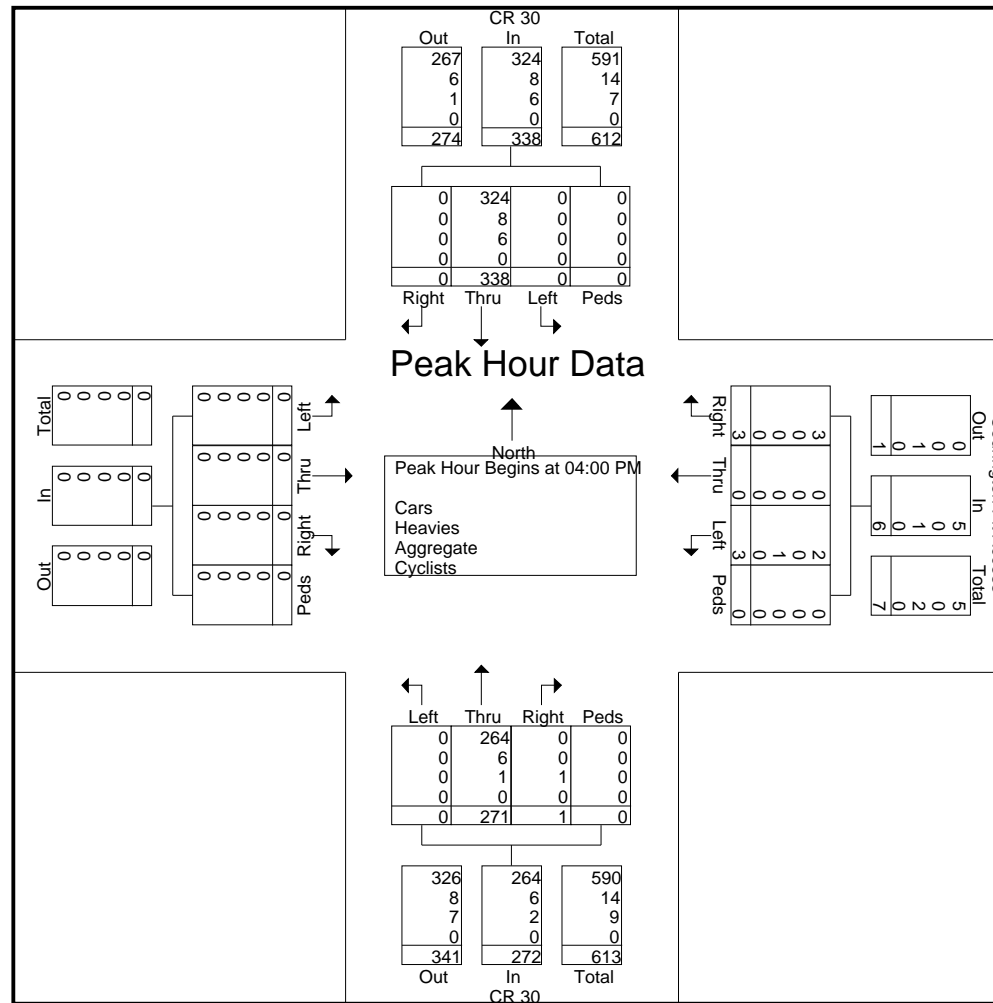 CR 30
Out In Total
267 324 591
6 8 14
1 6 7
0 0 0
274 338 612
0 324 0 0
0 8 0 0
0 6 0 0
0 0 0 0
0 338 0 0
Right Thru Left Peds
Peak Hour Data
North
Peak Hour Begins at 04:00 PM
Cars
Heavies
Aggregate
Cyclists
Total
0 0 0 0 0
In
0 0 0 0 0
Out
0 0 0 0 0
Left
0 0 0 0 0
Thru
0 0 0 0 0
Right
0 0 0 0 0
Peds
0 0 0 0 0
Right
3 0 0 0 3
Thru
0 0 0 0 0
Left
2 0 1 0 3
Peds
0 0 0 0 0
Out
0 0 1 0 1
In
5 0 1 0 6
Total
5 0 2 0 7
Left Thru Right Peds
0 264 0 0
0 6 0 0
0 1 1 0
0 0 0 0
0 271 1 0
326 264 590
8 6 14
7 2 9
0 0 0
341 272 613
Out In Total
CR 30